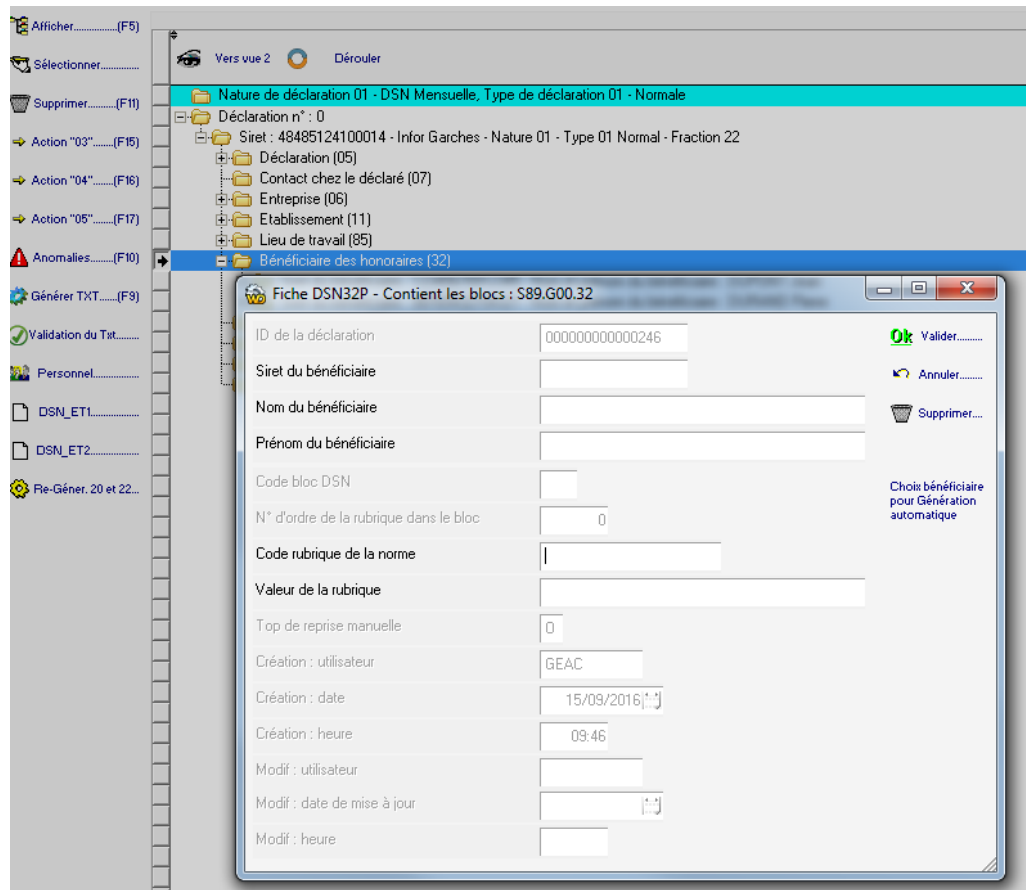 Afficher................(F5)
Sélectionner..............
Supprimer..........(F11)
Action "03".......(F15)
Action "04".......(F16)
Action "05".......(F17)
Anomalies........(F10)
Générer TXT......(F9)
Validation du Txt.........
Personnel.................
DSN_ET1..................
DSN_ET2..................
Re-Géner. 20 et 22...
Vers vue 2 Dérouler
Nature de déclaration 01 - DSN Mensuelle, Type de déclaration 01 - Normale
Déclaration n° : 0
Siret : 48485124100014 - Infor Garches - Nature 01 - Type 01 Normal - Fraction 22
Déclaration (05)
Contact chez le déclaré (07)
Entreprise (06)
Etablissement (11)
Lieu de travail (85)
Bénéficiaire des honoraires (32)
Fiche DSN32P - Contient les blocs : S89.G00.32
ID de la déclaration 000000000000246
Siret du bénéficiaire
Nom du bénéficiaire
Prénom du bénéficiaire
Code bloc DSN
N° d'ordre de la rubrique dans le bloc 0
Code rubrique de la norme
Valeur de la rubrique
Top de reprise manuelle O
Création : utilisateur GEAC
Création : date 15/09/2016
Création : heure 09:46
Modif : utilisateur
Modif : date de mise à jour
Modif : heure
Ok Valider.........
Annuler........
Supprimer....
Choix bénéficiaire
pour Génération
automatique